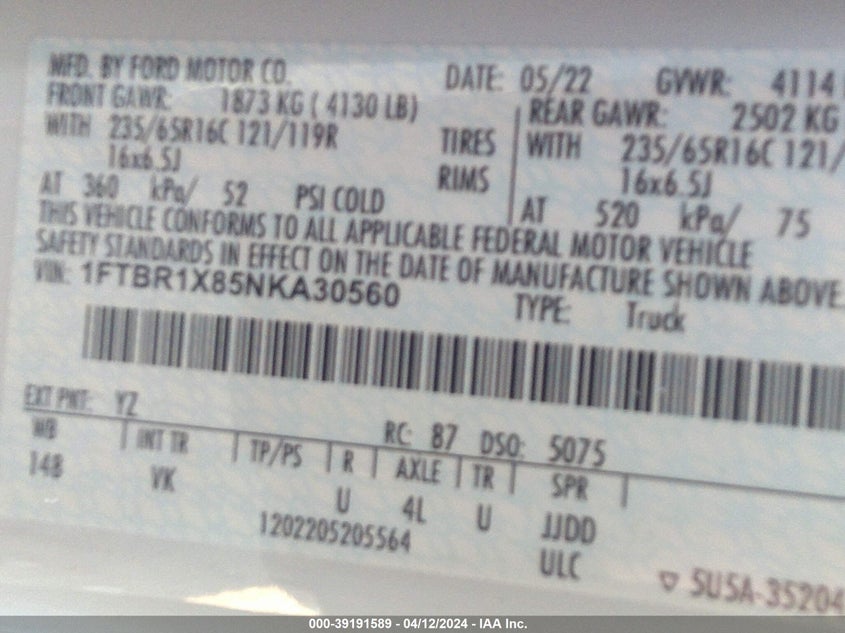 MFD. BY FORD MOTOR CO.
DATE: 05/22 GVWR: 4114
FRONT GAWR: 1873 KG ( 4130 LB)
REAR GAWR: 2502 KG
WITH 235/65R16C 121/119R TIRES
WITH 235/65R16C 121/
16x6.5J RIMS
16x6.5J
AT 360 kPa/ 52 PSI COLD
AT 520 kPa/ 75
THIS VEHICLE CONFORMS TO ALL APPLICABLE FEDERAL MOTOR VEHICLE
SAFETY STANDARDS IN EFFECT ON THE DATE OF MANUFACTURE SHOWN ABOVE.
VIN: 1FTBR1X85NKA30560
TYPE: Truck
EXT PNT: YZ
RC: 87 DSO: 5075
WB INT TR TP/PS R AXLE TR SPR
148 VK U 4L U JJDD
1202205205564 ULC
▽ 5U5A-35204
000-39191589 - 04/12/2024 - IAA Inc.